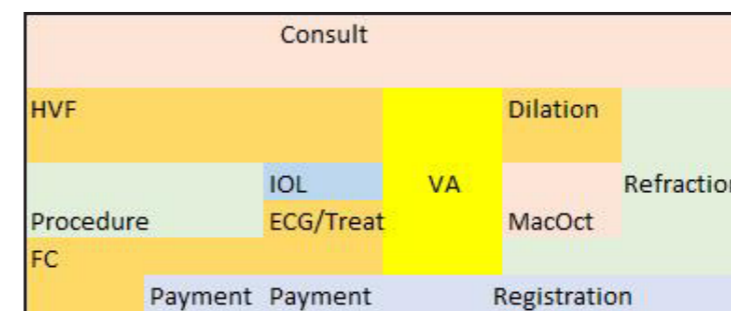 Consult
HVF Dilation
IOL VA Refraction
Procedure ECG/Treat MacOct
FC
Payment Payment Registration